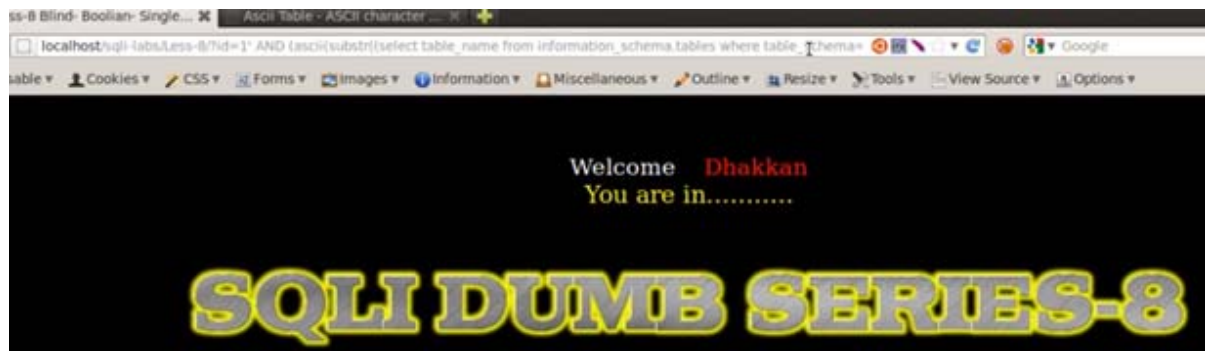 ss-8 Blind- Boolian- Single... Ascii Table - ASCII character ...
localhost/sqli-labs/Less-8/?id=1' AND (ascii(substr((select table_name from information_schema.tables where table_schema= Google
sable Cookies CSS Forms Images Information Miscellaneous Outline Resize Tools View Source Options
Welcome Dhakkan
You are in...........
SQLI DUMB SERIES-8